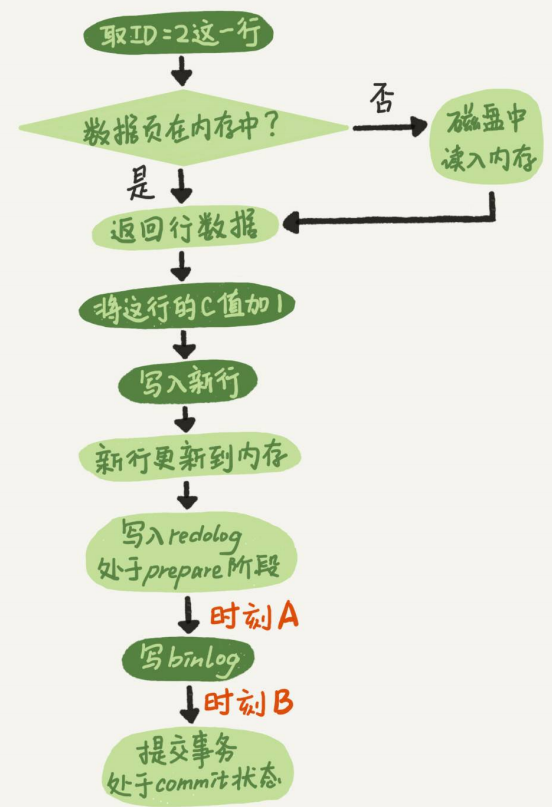 取ID=2这一行
数据页在内存中?
否
磁盘中
读入内存
是
返回行数据
将这行的C值加1
写入新行
新行更新到内存
写入redolog
处于prepare阶段
时刻A
写binlog
时刻B
提交事务
处于commit状态